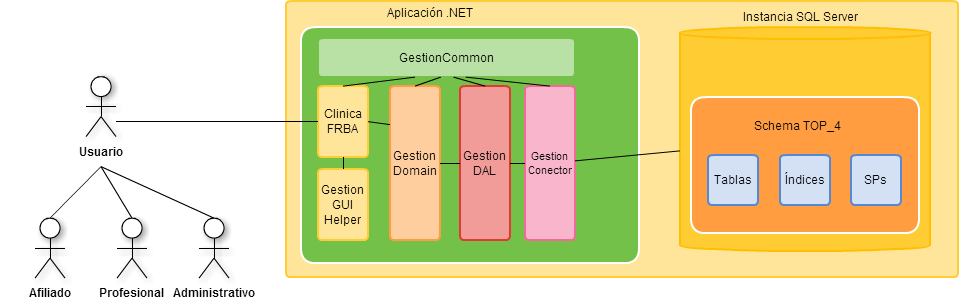 Aplicación .NET
Instancia SQL Server
GestionCommon
Clinica
FRBA
Gestion
GUI
Helper
Gestion
Domain
Gestion
DAL
Gestion
Conector
Schema TOP_4
Tablas
Índices
SPs
Usuario
Afiliado
Profesional
Administrativo